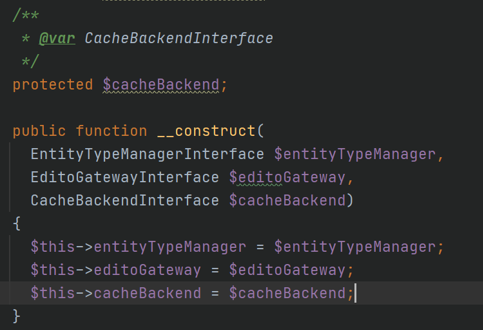 /**
 * @var CacheBackendInterface
 */
protected $cacheBackend;

public function __construct(
  EntityTypeManagerInterface $entityTypeManager,
  EditoGatewayInterface $editoGateway,
  CacheBackendInterface $cacheBackend)
{
  $this->entityTypeManager = $entityTypeManager;
  $this->editoGateway = $editoGateway;
  $this->cacheBackend = $cacheBackend;
}